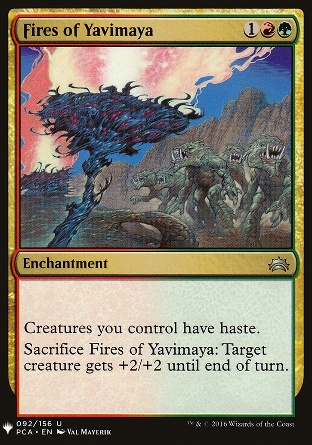 Fires of Yavimaya 1
Enchantment
Creatures you control have haste.
Sacrifice Fires of Yavimaya: Target
creature gets +2/+2 until end of turn.
092/156 U
PCA • EN VAL MAYERIK
™ & © 2016 Wizards of the Coast